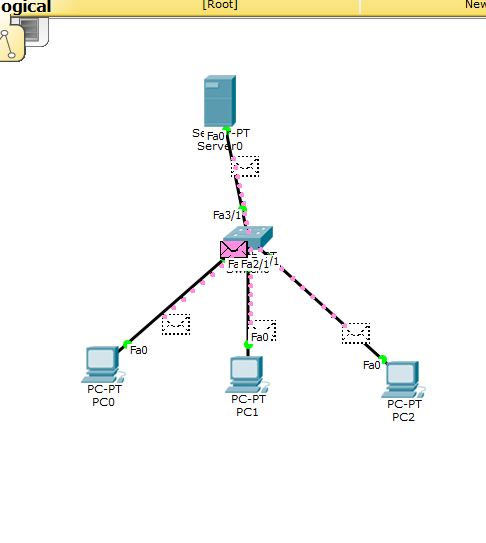 ogical
[Root]
New
Fa0
Server0
Fa3/1
Fa2/1
/1
Fa0
Fa0
Fa0
PC-PT
PC0
PC-PT
PC1
PC-PT
PC2